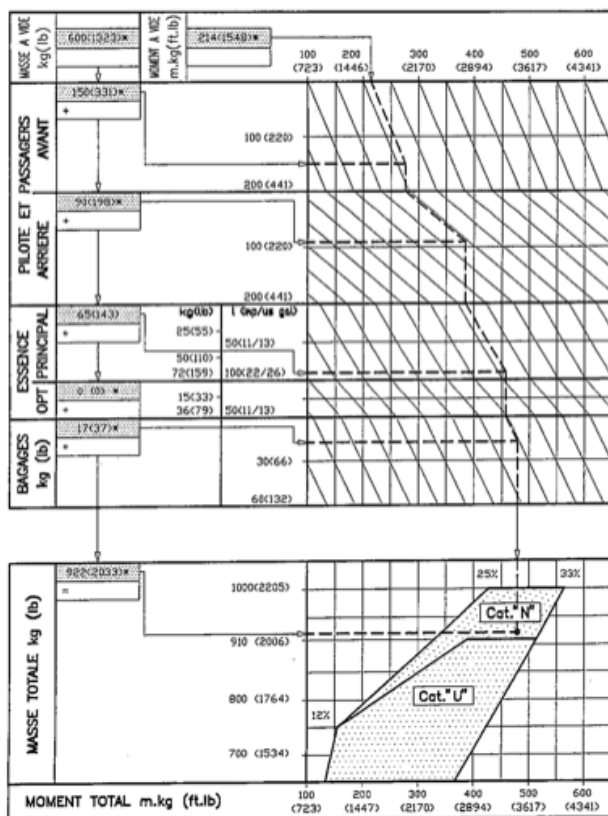 MASSE A VIDE
kg(lb)
600(1323)*
MOMENT A VIDE
m.kg(ft.lb)
214(1548)*
100 200 300 400 500 600
(723) (1446) (2170) (2894) (3617) (4341)
PILOTE ET PASSAGERS
AVANT
150(331)*
+
100(220)
200(441)
ARRIERE
90(198)*
+
100(220)
200(441)
ESSENCE
PRINCIPAL
65(143)
+
kg(lb) l (imp/us gal)
25(55)
50(11/13)
50(110)
72(159) 100(22/26)
OPT
0 (0) *
+
15(33)
36(79) 50(11/13)
BAGAGES
kg (lb)
17(37)*
+
30(66)
60(132)
MASSE TOTALE kg (lb)
922(2033)*
=
25% 33%
1000(2205)
Cat."N"
910 (2006)
Cat."U"
800 (1764)
12%
700 (1534)
MOMENT TOTAL m.kg (ft.lb)
100 200 300 400 500 600
(723) (1447) (2170) (2894) (3617) (4341)